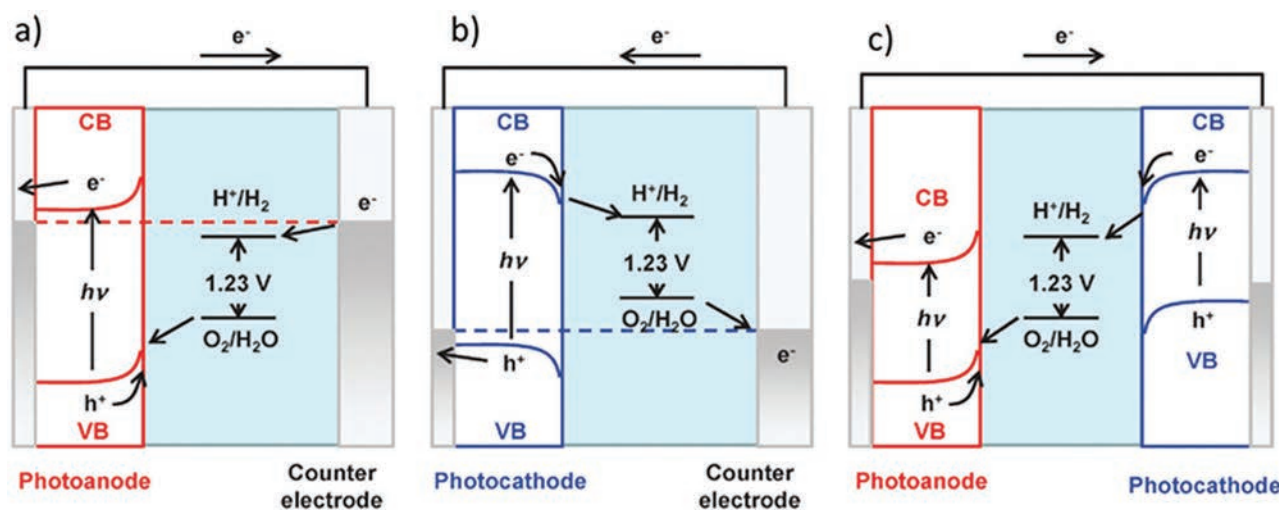 a)
e⁻
CB
e⁻
H⁺/H₂
e⁻
hν
1.23 V
O₂/H₂O
h⁺
VB
Photoanode
Counter
electrode
b)
e⁻
CB
e⁻
H⁺/H₂
hν
1.23 V
O₂/H₂O
h⁺
e⁻
VB
Photocathode
Counter
electrode
c)
e⁻
CB
e⁻
CB
H⁺/H₂
e⁻
hν
1.23 V
hν
O₂/H₂O
h⁺
VB
h⁺
VB
Photoanode
Photocathode